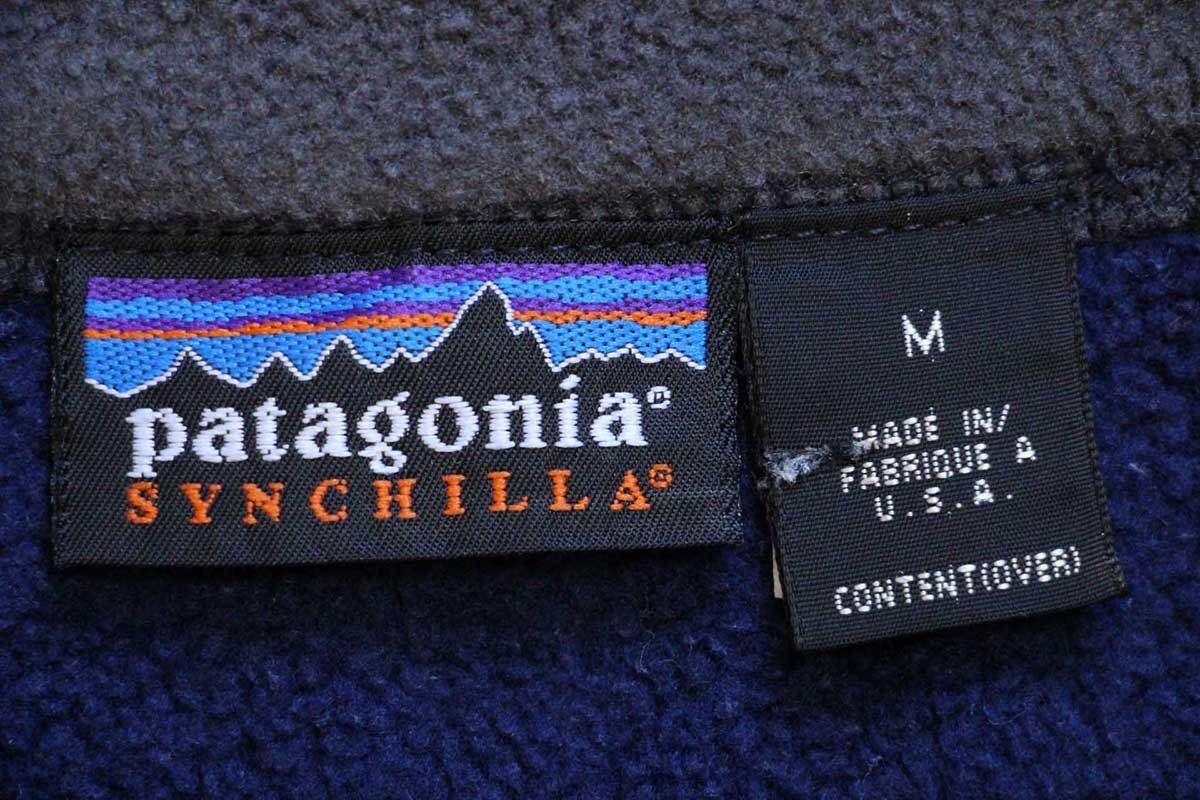 patagonia®
SYNCHILLA®
M
MADE IN/
FABRIQUE A
U.S.A.
CONTENT(OVER)